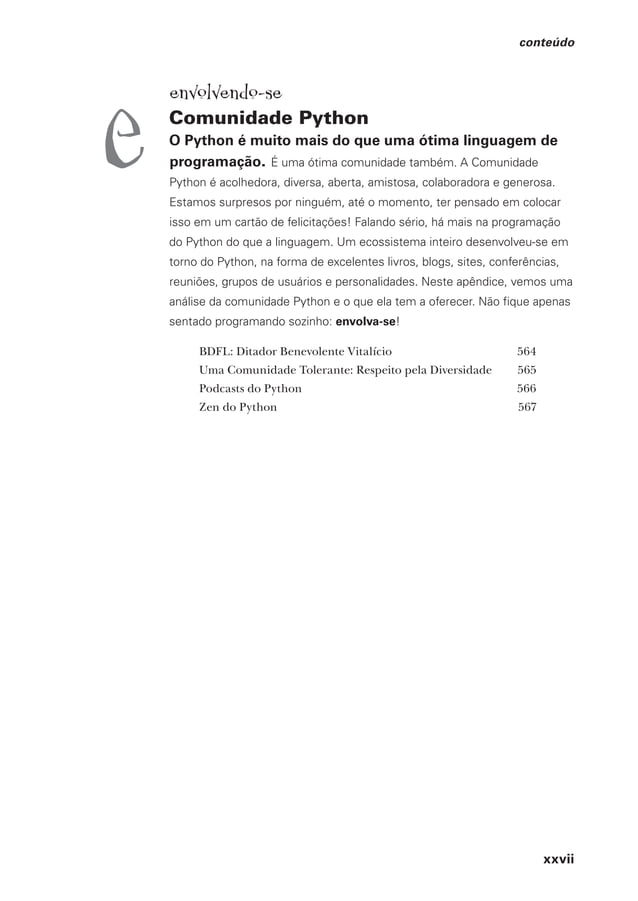 conteúdo
envolvendo-se
e
Comunidade Python
O Python é muito mais do que uma ótima linguagem de
programação. É uma ótima comunidade também. A Comunidade
Python é acolhedora, diversa, aberta, amistosa, colaboradora e generosa.
Estamos surpresos por ninguém, até o momento, ter pensado em colocar
isso em um cartão de felicitações! Falando sério, há mais na programação
do Python do que a linguagem. Um ecossistema inteiro desenvolveu-se em
torno do Python, na forma de excelentes livros, blogs, sites, conferências,
reuniões, grupos de usuários e personalidades. Neste apêndice, vemos uma
análise da comunidade Python e o que ela tem a oferecer. Não fique apenas
sentado programando sozinho: envolva-se!
BDFL: Ditador Benevolente Vitalício 564
Uma Comunidade Tolerante: Respeito pela Diversidade 565
Podcasts do Python 566
Zen do Python 567
xxvii